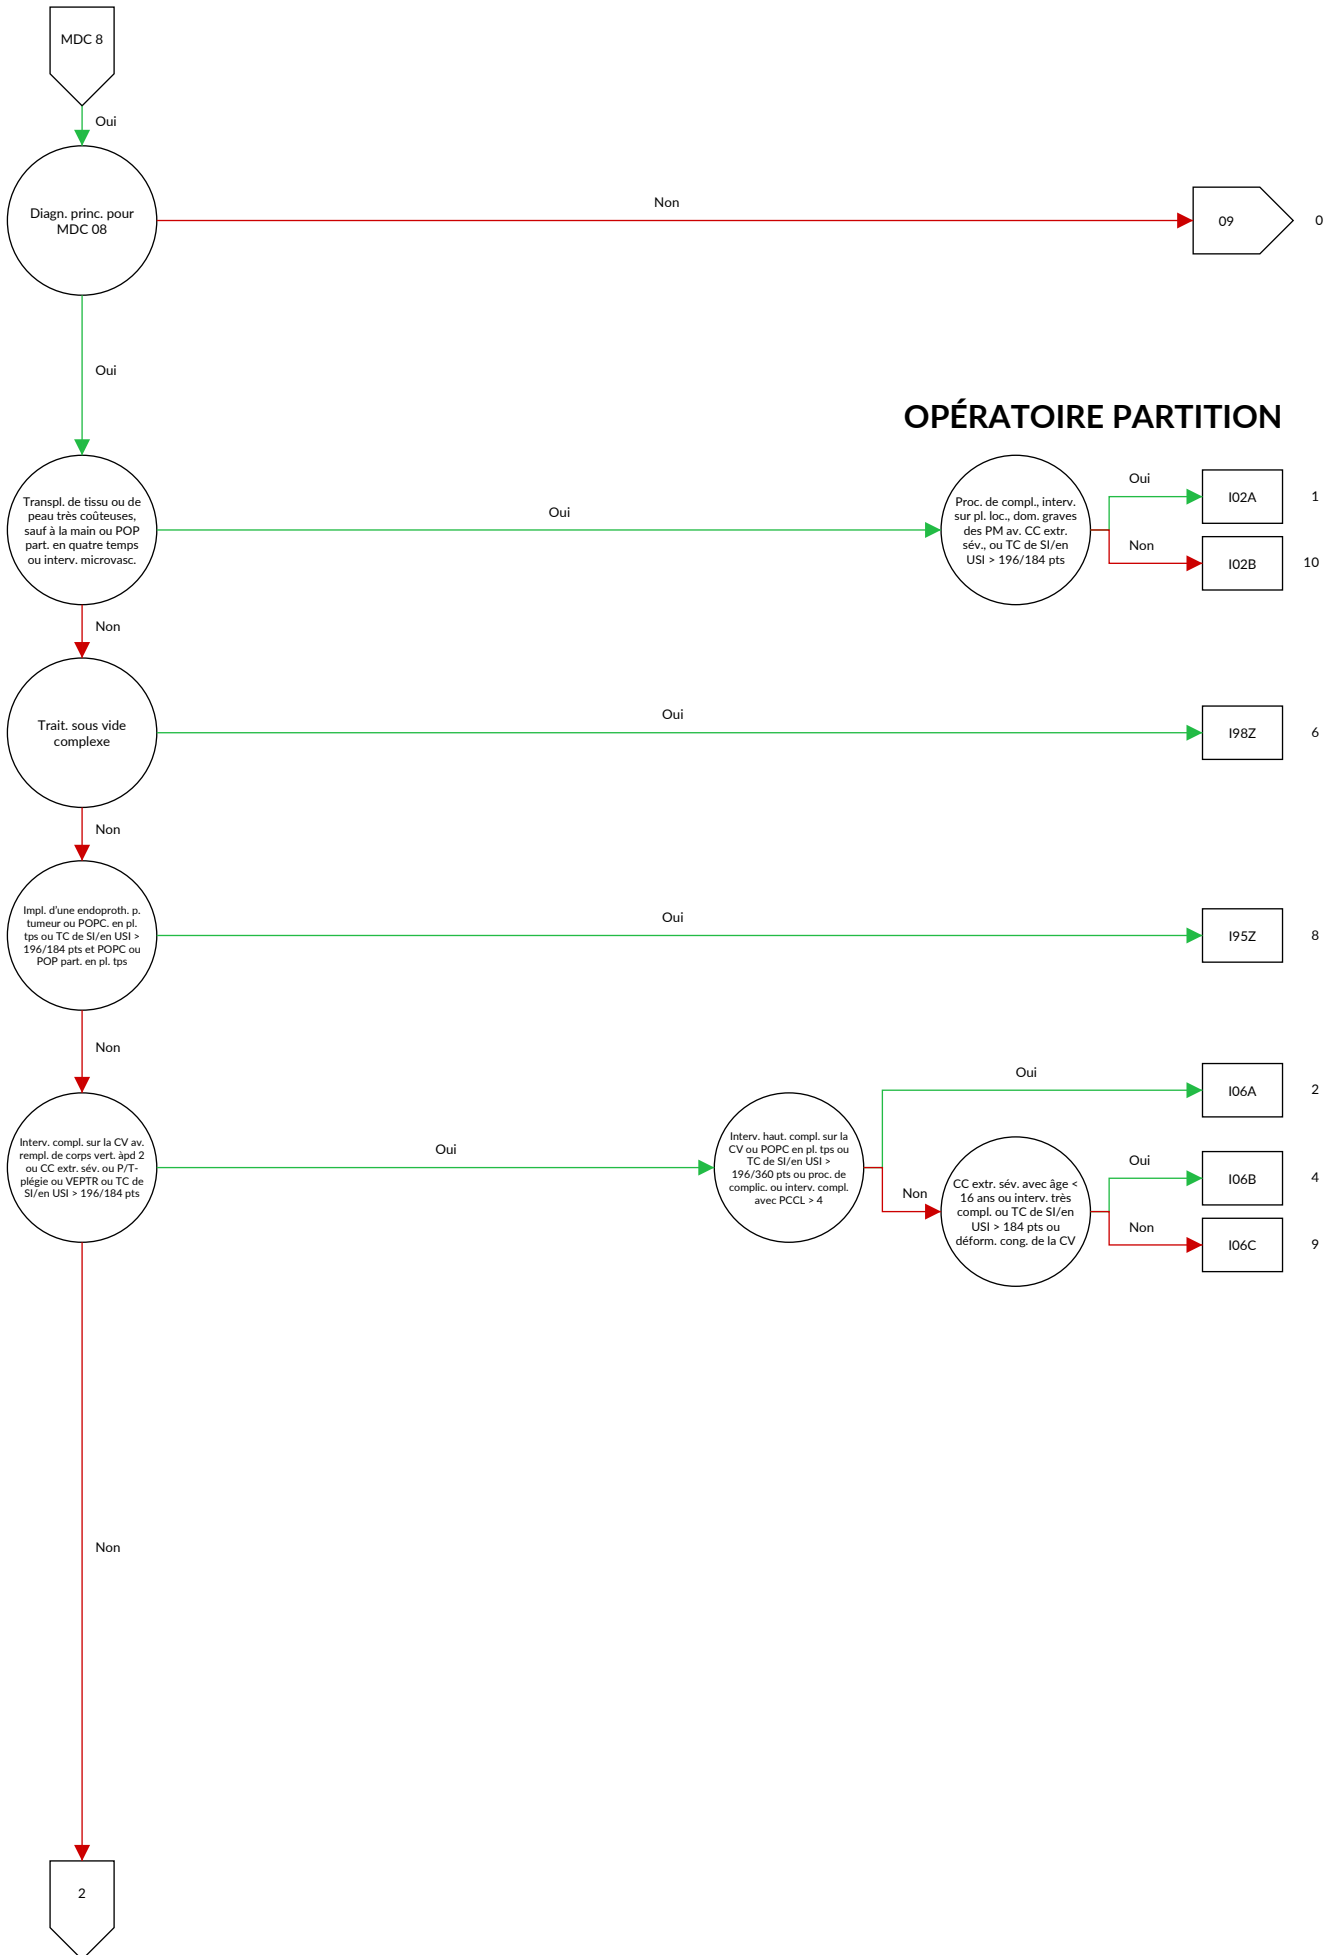 MDC 8
Oui
Diagn. princ. pour
MDC 08
Non
09
0
Oui
OPÉRATOIRE PARTITION
Transpl. de tissu ou de
peau très coûteuses,
sauf à la main ou POP
part. en quatre temps
ou interv. microvasc.
Oui
Proc. de compl., interv.
sur pl. loc., dom. graves
des PM av. CC extr.
sév., ou TC de SI/en
USI > 196/184 pts
Oui
I02A
1
Non
I02B
10
Non
Trait. sous vide
complexe
Oui
I98Z
6
Non
Impl. d'une endoproth. p.
tumeur ou POPC. en pl.
tps ou TC de SI/en USI >
196/184 pts et POPC ou
POP part. en pl. tps
Oui
I95Z
8
Non
Interv. compl. sur la CV av.
rempl. de corps vert. àpd 2
ou CC extr. sév. ou P/T-
plégie ou VEPTR ou TC de
SI/en USI > 196/184 pts
Oui
Interv. haut. compl. sur la
CV ou POPC en pl. tps ou
TC de SI/en USI >
196/360 pts ou proc. de
complic. ou interv. compl.
avec PCCL > 4
Oui
I06A
2
Non
CC extr. sév. avec âge <
16 ans ou interv. très
compl. ou TC de SI/en
USI > 184 pts ou
déform. cong. de la CV
Oui
I06B
4
Non
I06C
9
Non
2